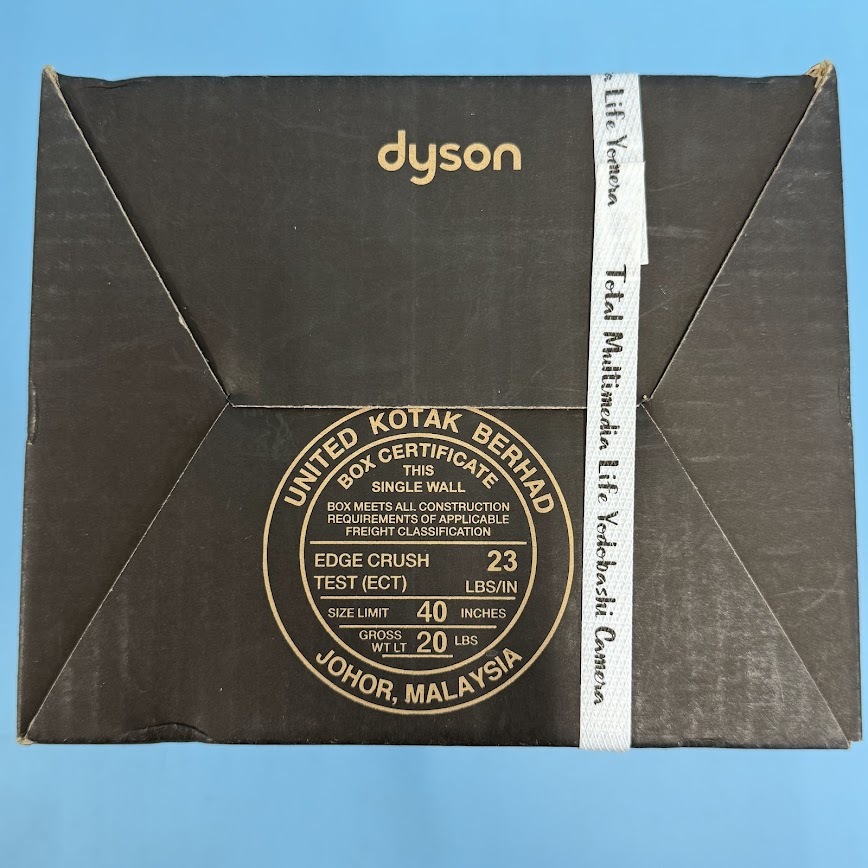 dyson
UNITED KOTAK BERHAD
BOX CERTIFICATE
THIS
SINGLE WALL
BOX MEETS ALL CONSTRUCTION
REQUIREMENTS OF APPLICABLE
FREIGHT CLASSIFICATION
EDGE CRUSH 23
TEST (ECT) LBS/IN
SIZE LIMIT 40 INCHES
GROSS
WT LT 20 LBS
JOHOR, MALAYSIA
a Life Yomera
Total Multimedia Life Yodobashi Camera